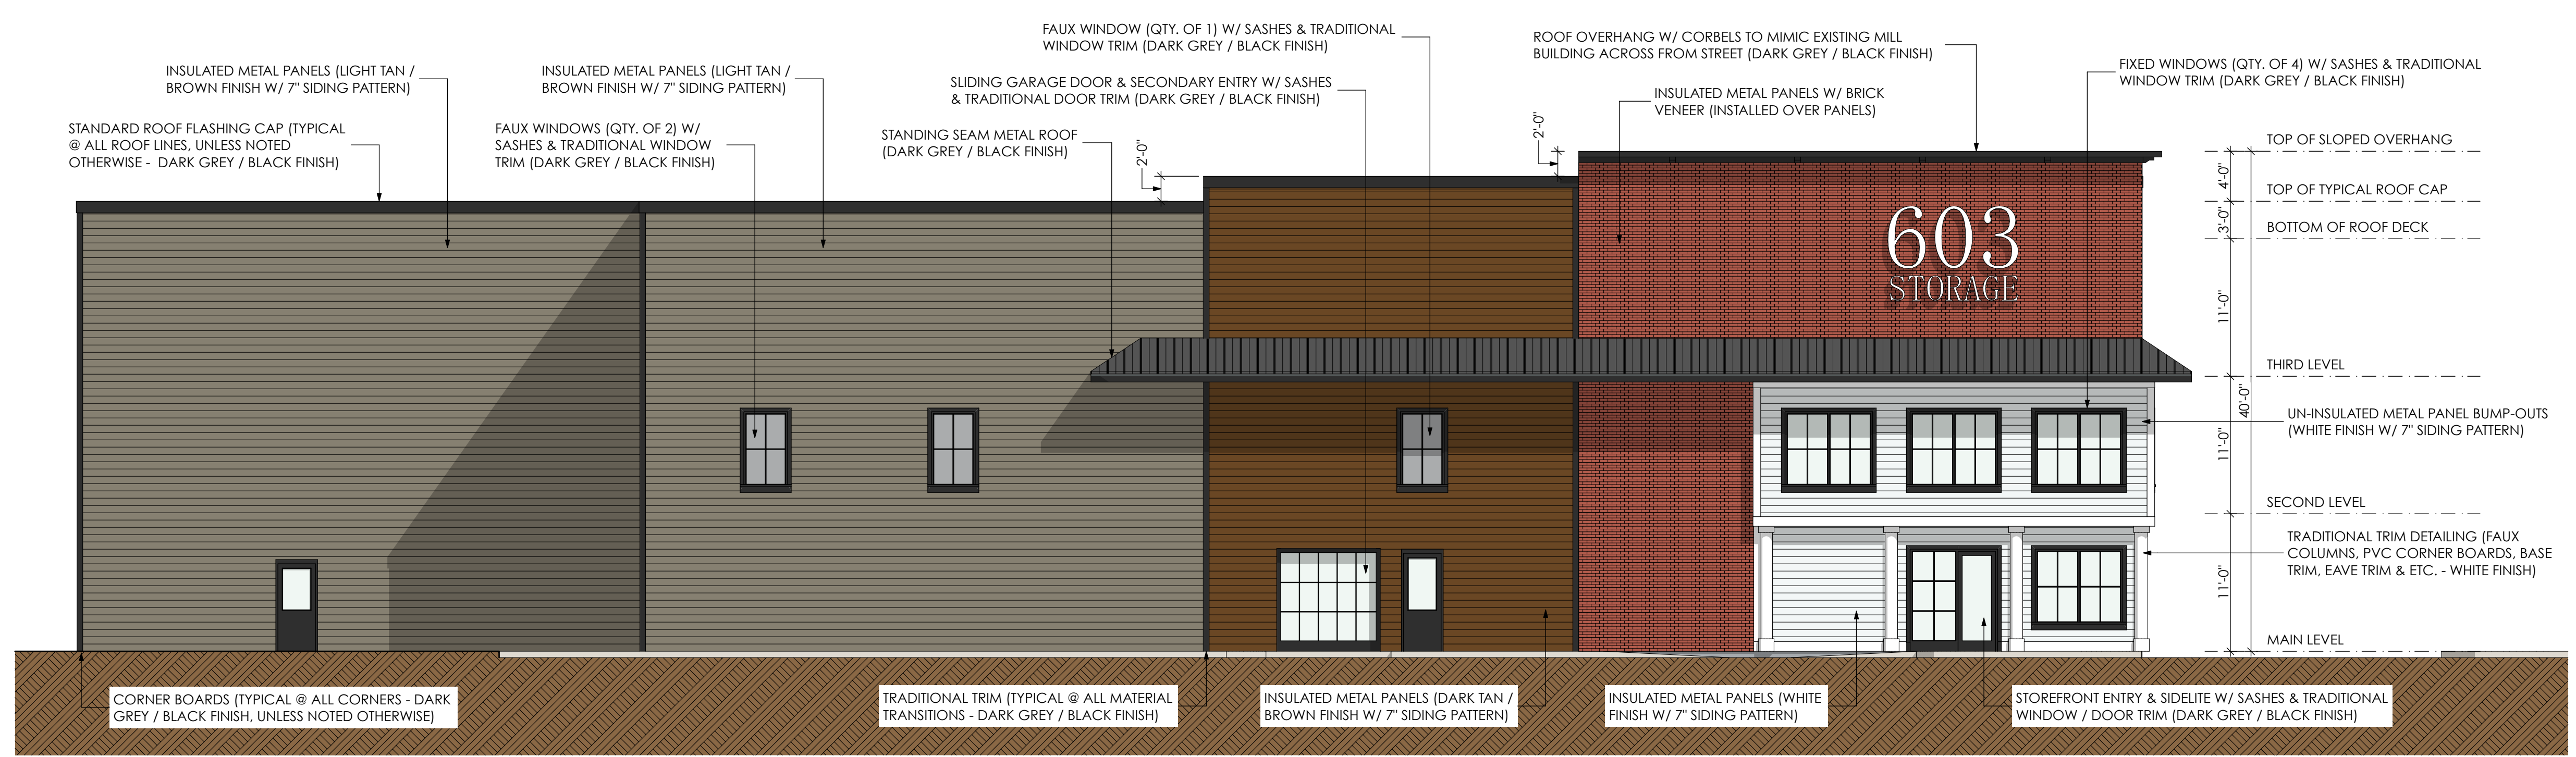 FAUX WINDOW (QTY. OF 1) W/ SASHES & TRADITIONAL
WINDOW TRIM (DARK GREY / BLACK FINISH)
ROOF OVERHANG W/ CORBELS TO MIMIC EXISTING MILL
BUILDING ACROSS FROM STREET (DARK GREY / BLACK FINISH)
INSULATED METAL PANELS (LIGHT TAN /
BROWN FINISH W/ 7" SIDING PATTERN)
INSULATED METAL PANELS (LIGHT TAN /
BROWN FINISH W/ 7" SIDING PATTERN)
SLIDING GARAGE DOOR & SECONDARY ENTRY W/ SASHES
& TRADITIONAL DOOR TRIM (DARK GREY / BLACK FINISH)
INSULATED METAL PANELS W/ BRICK
VENEER (INSTALLED OVER PANELS)
FIXED WINDOWS (QTY. OF 4) W/ SASHES & TRADITIONAL
WINDOW TRIM (DARK GREY / BLACK FINISH)
STANDARD ROOF FLASHING CAP (TYPICAL
@ ALL ROOF LINES, UNLESS NOTED
OTHERWISE - DARK GREY / BLACK FINISH)
FAUX WINDOWS (QTY. OF 2) W/
SASHES & TRADITIONAL WINDOW
TRIM (DARK GREY / BLACK FINISH)
STANDING SEAM METAL ROOF
(DARK GREY / BLACK FINISH)
2'-0"
2'-0"
TOP OF SLOPED OVERHANG
4'-0"
TOP OF TYPICAL ROOF CAP
3'-0"
BOTTOM OF ROOF DECK
603
STORAGE
11'-0"
THIRD LEVEL
40'-0"
11'-0"
UN-INSULATED METAL PANEL BUMP-OUTS
(WHITE FINISH W/ 7" SIDING PATTERN)
SECOND LEVEL
11'-0"
TRADITIONAL TRIM DETAILING (FAUX
COLUMNS, PVC CORNER BOARDS, BASE
TRIM, EAVE TRIM & ETC. - WHITE FINISH)
MAIN LEVEL
CORNER BOARDS (TYPICAL @ ALL CORNERS - DARK
GREY / BLACK FINISH, UNLESS NOTED OTHERWISE)
TRADITIONAL TRIM (TYPICAL @ ALL MATERIAL
TRANSITIONS - DARK GREY / BLACK FINISH)
INSULATED METAL PANELS (DARK TAN /
BROWN FINISH W/ 7" SIDING PATTERN)
INSULATED METAL PANELS (WHITE
FINISH W/ 7" SIDING PATTERN)
STOREFRONT ENTRY & SIDELITE W/ SASHES & TRADITIONAL
WINDOW / DOOR TRIM (DARK GREY / BLACK FINISH)